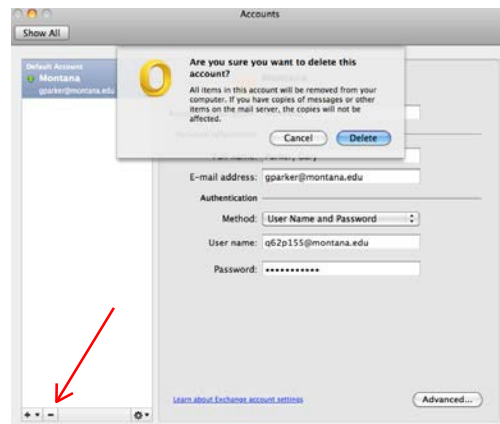 Accounts
Show All
Default Account
Montana
gparker@montana.edu
Are you sure you want to delete this
account?
All items in this account will be removed from your
computer. If you have copies of messages or other
items on the mail server, the copies will not be
affected.
Cancel
Delete
E-mail address: gparker@montana.edu
Authentication
Method: User Name and Password
User name: q62p155@montana.edu
Password: •••••••••••
Learn about Exchange account settings
Advanced...